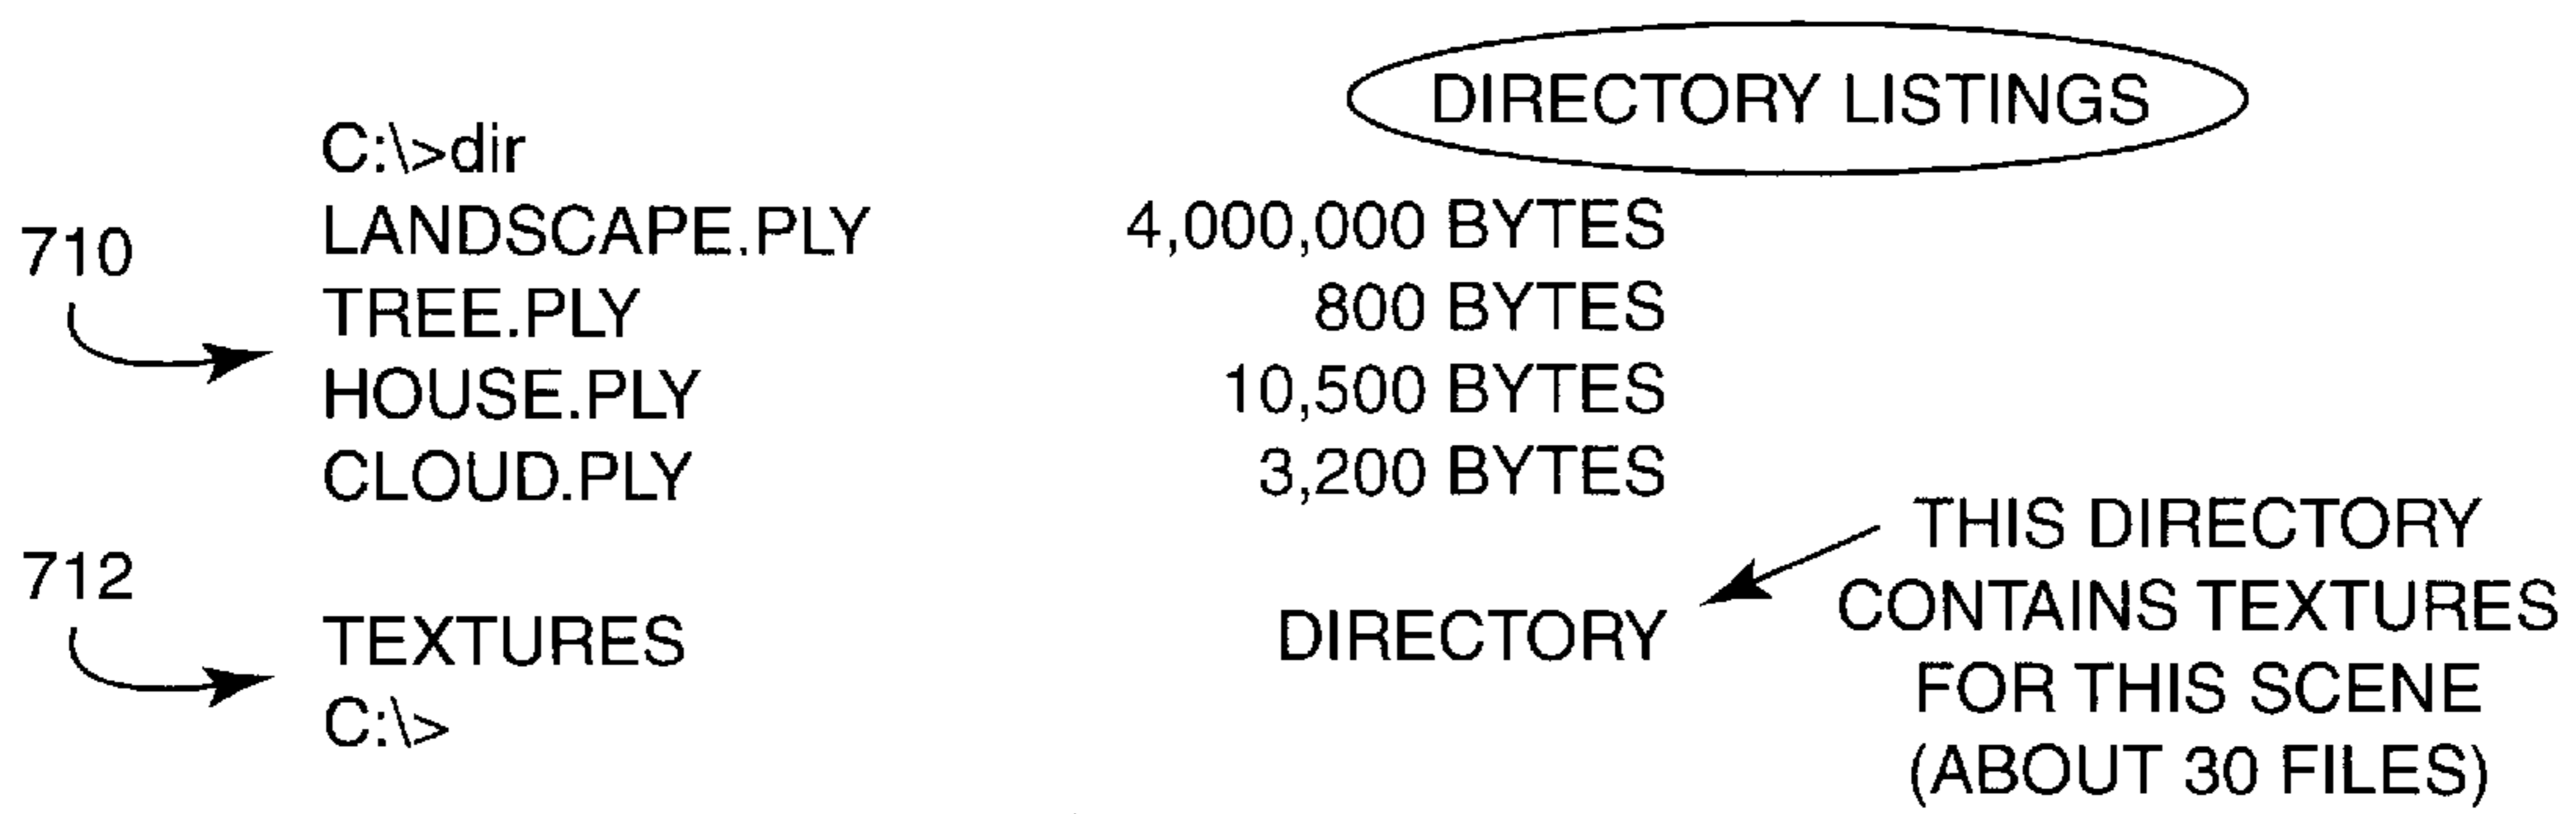 DIRECTORY LISTINGS
C:\>dir
710
LANDSCAPE.PLY 4,000,000 BYTES
TREE.PLY 800 BYTES
HOUSE.PLY 10,500 BYTES
CLOUD.PLY 3,200 BYTES
712
TEXTURES DIRECTORY
C:\>
THIS DIRECTORY
CONTAINS TEXTURES
FOR THIS SCENE
(ABOUT 30 FILES)